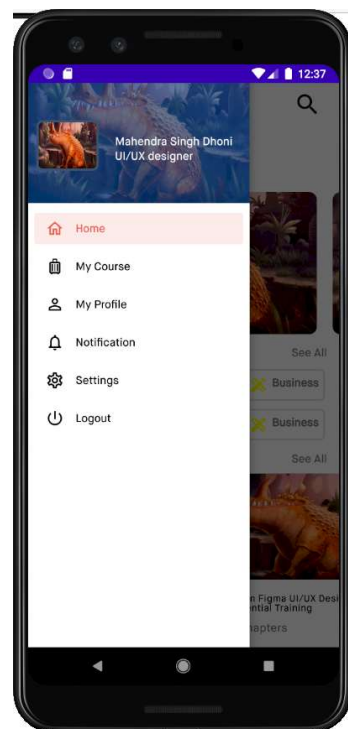 12:37
Mahendra Singh Dhoni
UI/UX designer
Home
My Course
My Profile
Notification
Settings
Logout
See All
Business
Business
See All
n Figma UI/UX Desi
ential Training
hapters